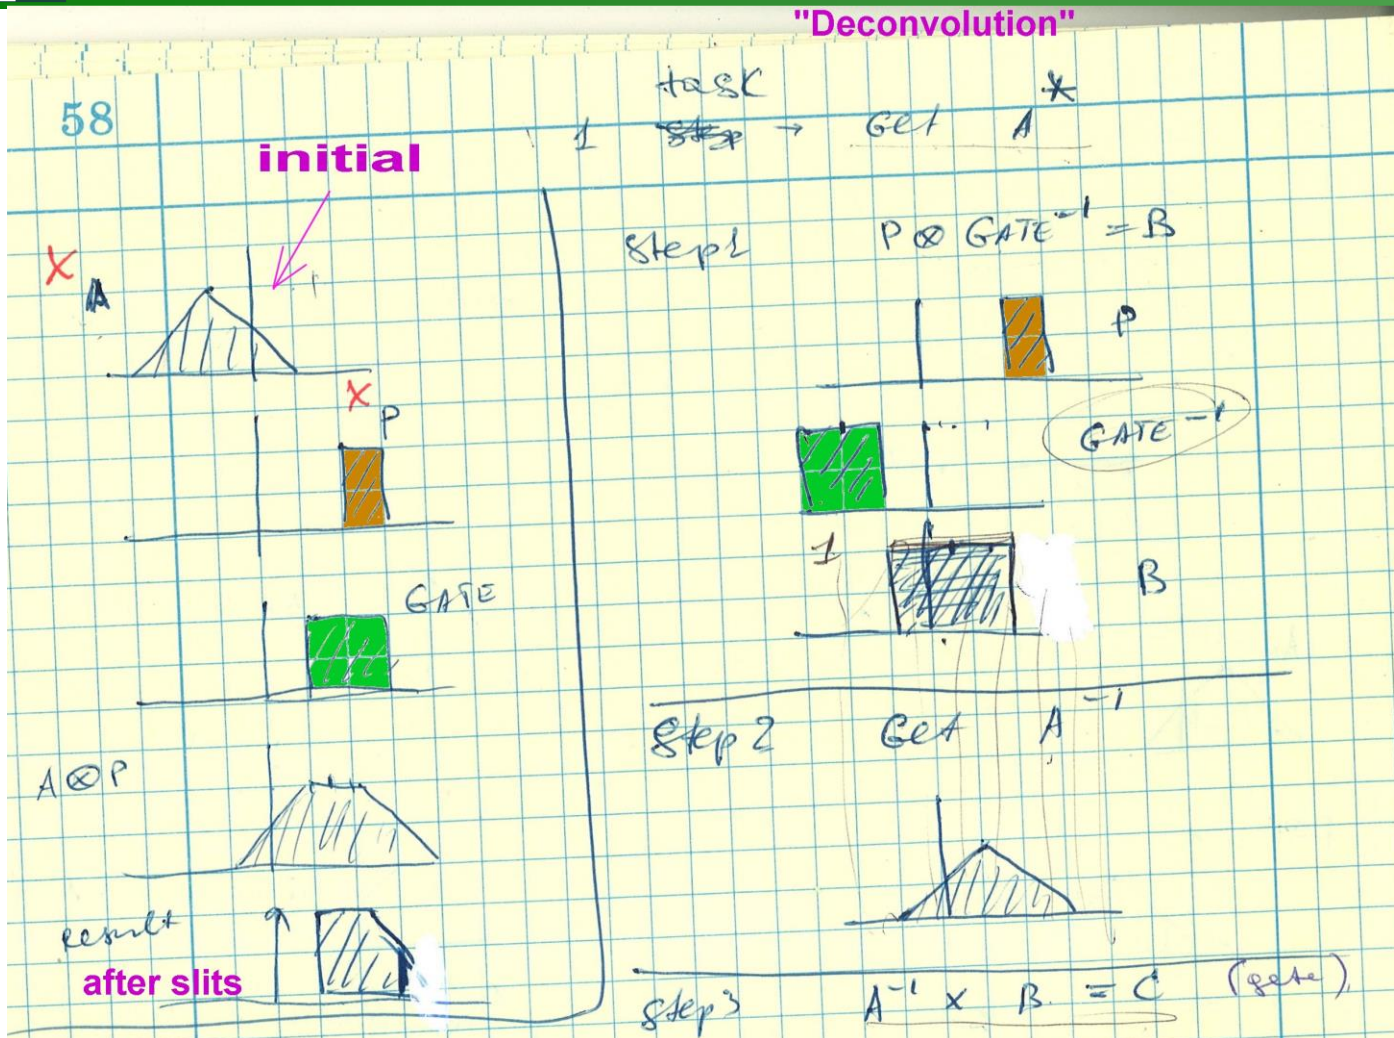 "Deconvolution"
58
task
1 step → Get A*
initial
X A
Step 1 P ⊗ GATE⁻¹ = B
P
X P
GATE⁻¹
GATE
1 B
Step 2 Get A⁻¹
A ⊗ P
result
after slits
Step 3 A⁻¹ x B = C (gate)